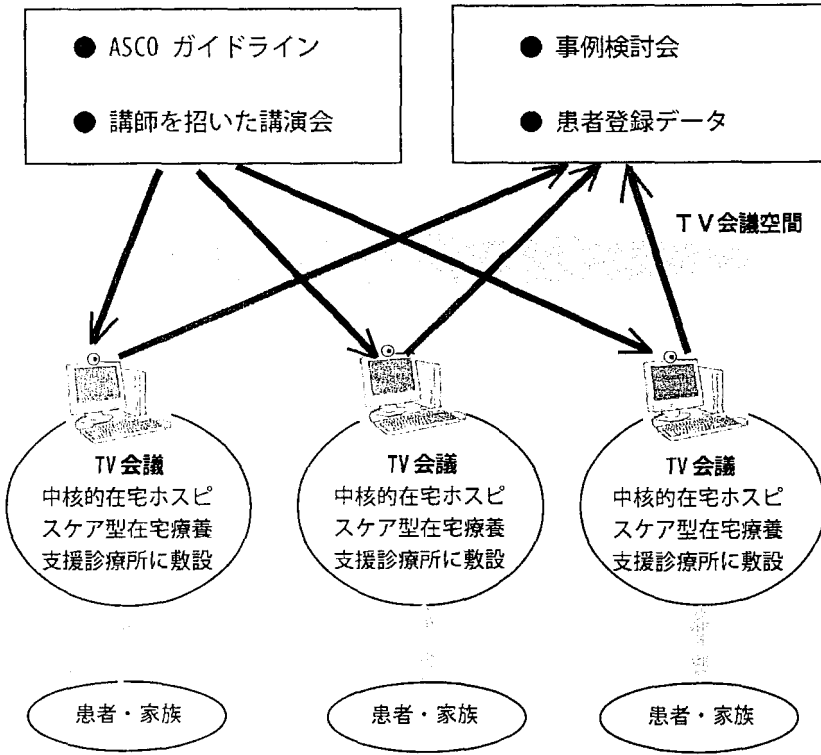 ● ASCO ガイドライン
● 講師を招いた講演会
● 事例検討会
● 患者登録データ
TV会議空間
TV会議
中核的在宅ホスピ
スケア型在宅療養
支援診療所に敷設
TV会議
中核的在宅ホスピ
スケア型在宅療養
支援診療所に敷設
TV会議
中核的在宅ホスピ
スケア型在宅療養
支援診療所に敷設
患者・家族
患者・家族
患者・家族